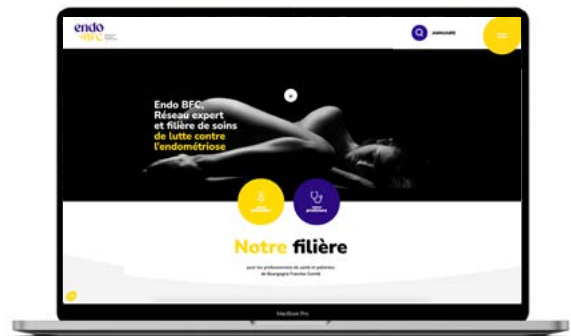 endo
BFC
ANNUAIRE
Endo BFC,
Réseau expert
et filière de soins
de lutte contre
l'endométriose
Notre filière
pour les professionnels de santé et patientes
de Bourgogne Franche-Comté
MacBook Pro